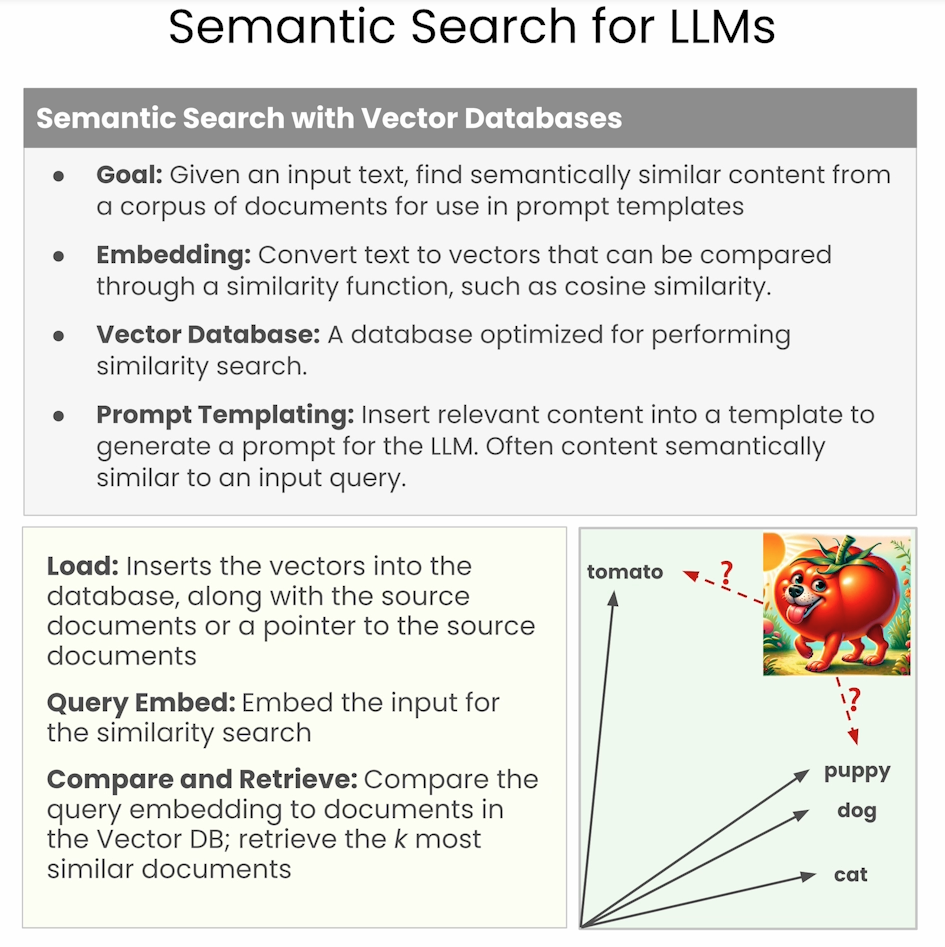 Semantic Search for LLMs
Semantic Search with Vector Databases
● Goal: Given an input text, find semantically similar content from
a corpus of documents for use in prompt templates
● Embedding: Convert text to vectors that can be compared
through a similarity function, such as cosine similarity.
● Vector Database: A database optimized for performing
similarity search.
● Prompt Templating: Insert relevant content into a template to
generate a prompt for the LLM. Often content semantically
similar to an input query.
Load: Inserts the vectors into the
database, along with the source
documents or a pointer to the source
documents
Query Embed: Embed the input for
the similarity search
Compare and Retrieve: Compare the
query embedding to documents in
the Vector DB; retrieve the k most
similar documents
tomato
?
?
puppy
dog
cat